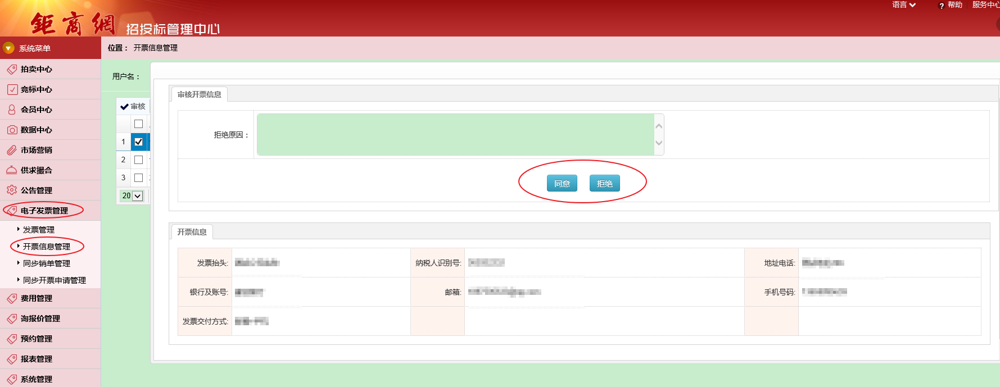 语言
? 帮助
服务中心
鉅商網
招投标管理中心
系统菜单
位置： 开票信息管理
拍卖中心
竞标中心
会员中心
数据中心
市场营销
供求撮合
公告管理
电子发票管理
发票管理
开票信息管理
同步销单管理
同步开票申请管理
费用管理
询报价管理
预约管理
报表管理
系统管理
用户名：
审核
1
2
3
20
审核开票信息
拒绝原因：
同意 拒绝
开票信息
发票抬头: 纳税人识别号: 地址电话:
银行及账号: 邮箱: 手机号码:
发票交付方式: